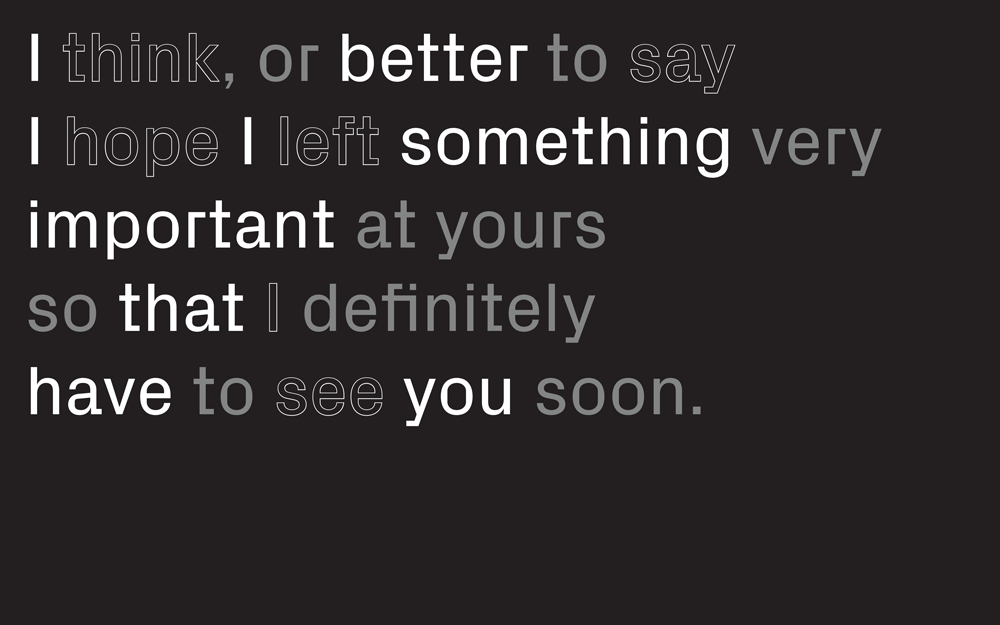 I think, or better to say
I hope I left something very
important at yours
so that I definitely
have to see you soon.